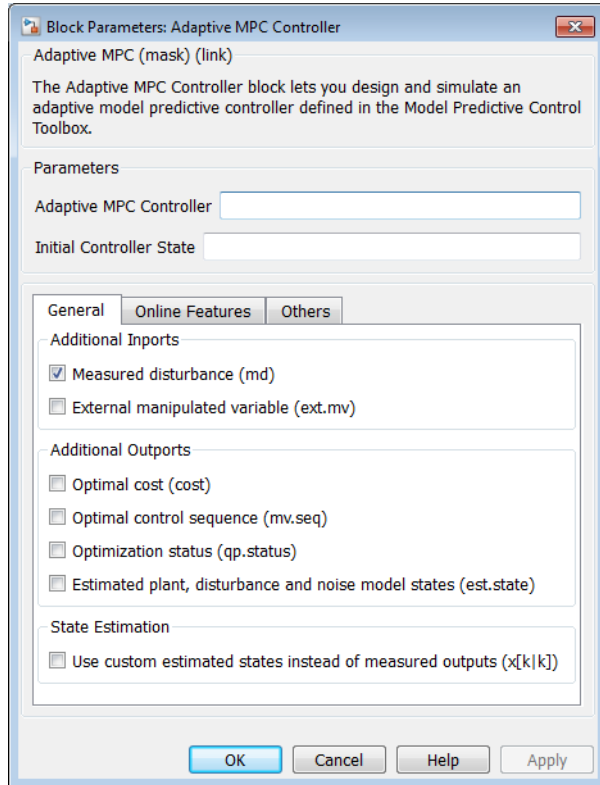 Block Parameters: Adaptive MPC Controller
Adaptive MPC (mask) (link)
The Adaptive MPC Controller block lets you design and simulate an
adaptive model predictive controller defined in the Model Predictive Control
Toolbox.
Parameters
Adaptive MPC Controller
Initial Controller State
General Online Features Others
Additional Inports
Measured disturbance (md)
External manipulated variable (ext.mv)
Additional Outports
Optimal cost (cost)
Optimal control sequence (mv.seq)
Optimization status (qp.status)
Estimated plant, disturbance and noise model states (est.state)
State Estimation
Use custom estimated states instead of measured outputs (x[k|k])
OK Cancel Help Apply